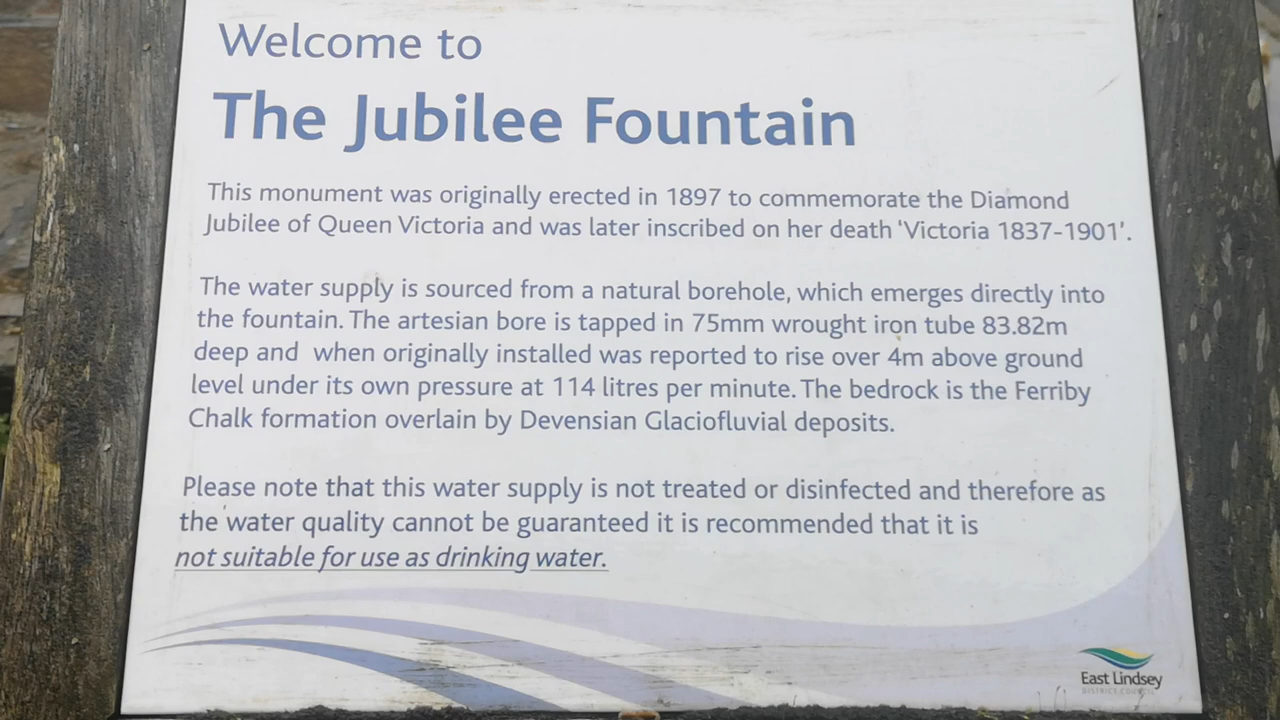 Welcome to
The Jubilee Fountain
This monument was originally erected in 1897 to commemorate the Diamond
Jubilee of Queen Victoria and was later inscribed on her death 'Victoria 1837-1901'.
The water supply is sourced from a natural borehole, which emerges directly into
the fountain. The artesian bore is tapped in 75mm wrought iron tube 83.82m
deep and  when originally installed was reported to rise over 4m above ground
level under its own pressure at 114 litres per minute. The bedrock is the Ferriby
Chalk formation overlain by Devensian Glaciofluvial deposits.
Please note that this water supply is not treated or disinfected and therefore as
the water quality cannot be guaranteed it is recommended that it is
not suitable for use as drinking water.
East Lindsey
DISTRICT COUNCIL